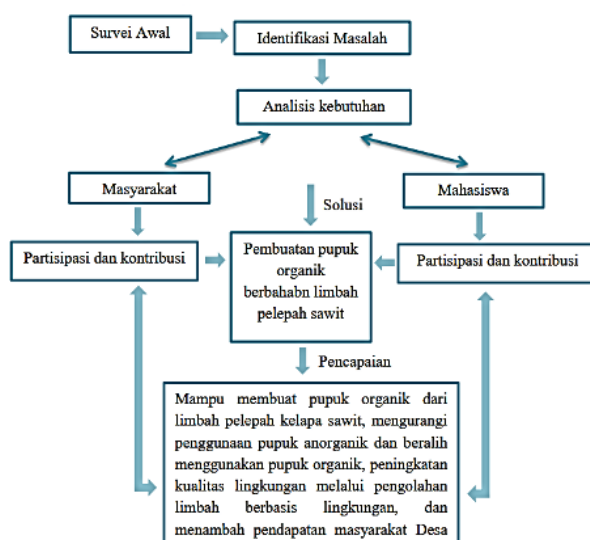 Survei Awal
Identifikasi Masalah
Analisis kebutuhan
Masyarakat
Mahasiswa
Solusi
Partisipasi dan kontribusi
Pembuatan pupuk
organik
berbahabn limbah
pelepah sawit
Partisipasi dan kontribusi
Pencapaian
Mampu membuat pupuk organik dari
limbah pelepah kelapa sawit, mengurangi
penggunaan pupuk anorganik dan beralih
menggunakan pupuk organik, peningkatan
kualitas lingkungan melalui pengolahan
limbah berbasis lingkungan, dan
menambah pendapatan masyarakat Desa